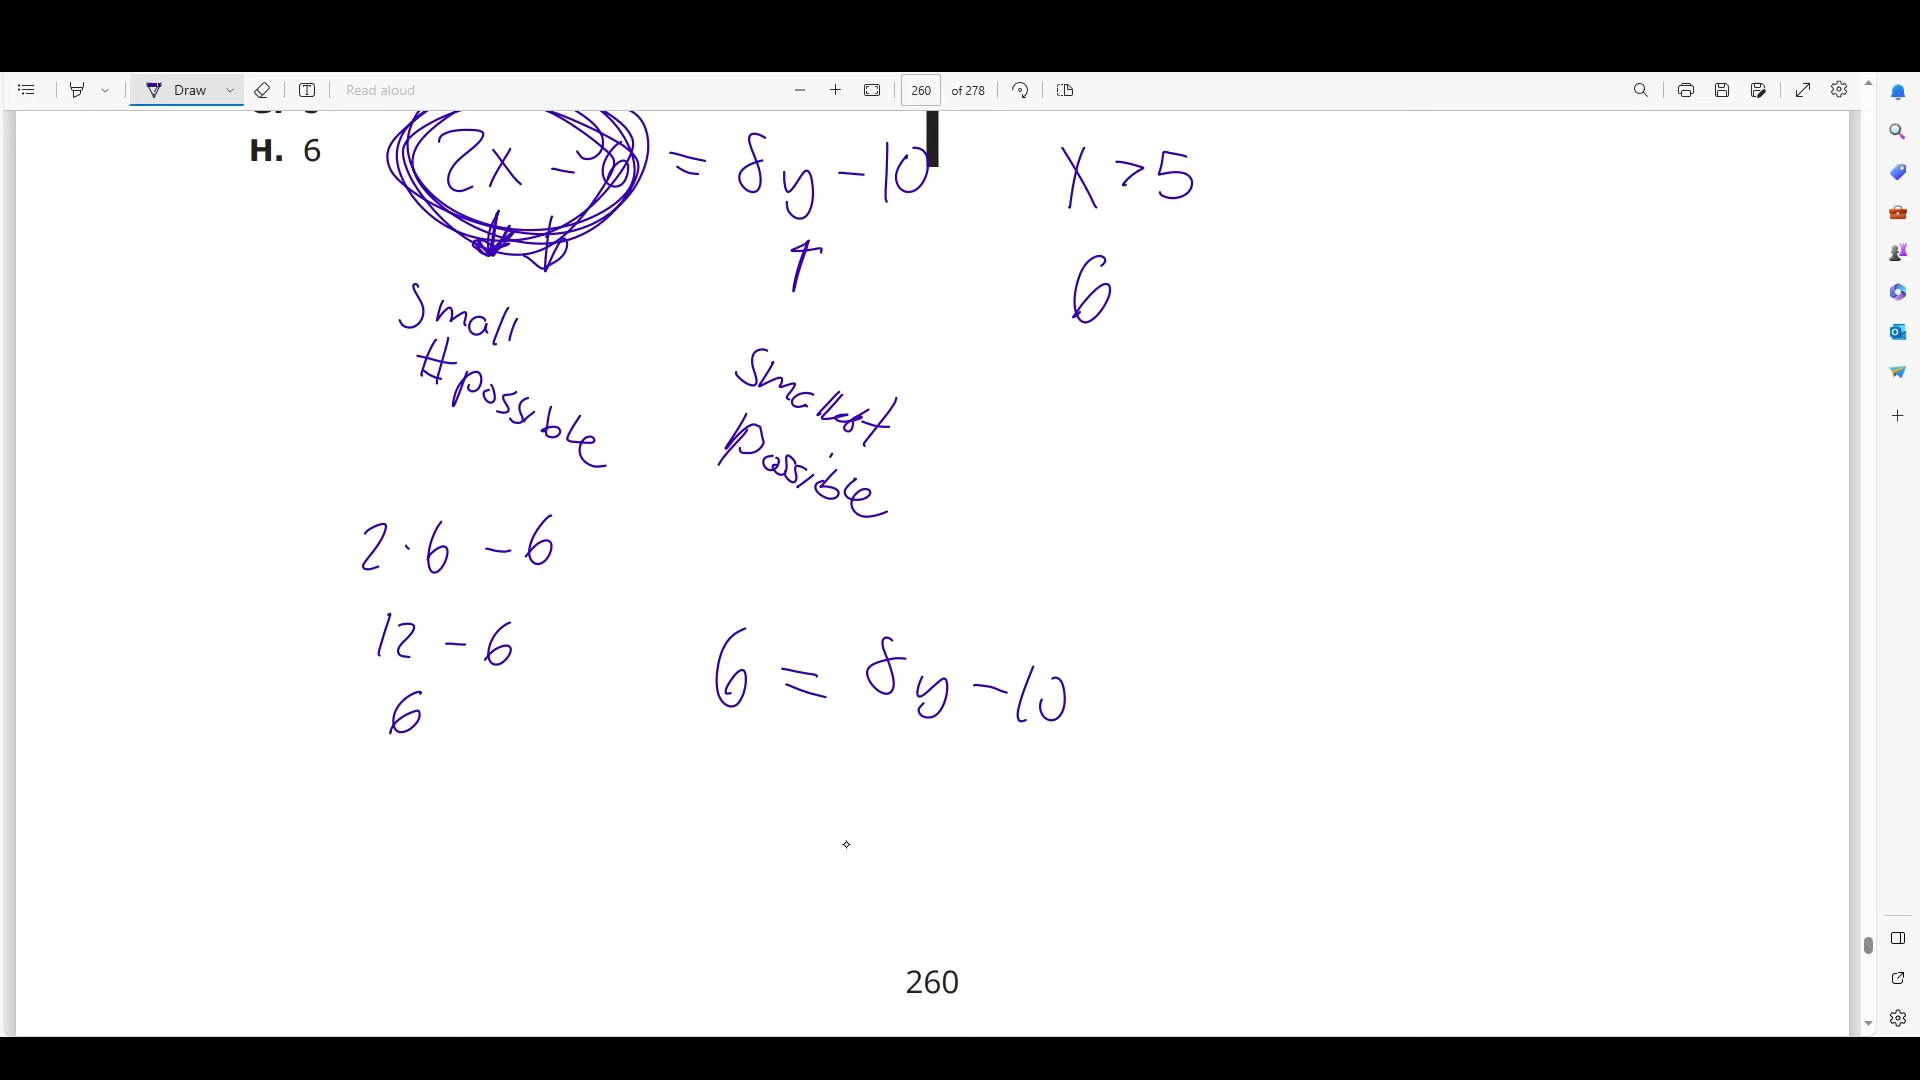 Draw
Read aloud
260 of 278
H. 6
2x - 6 = 8y - 10
x > 5
6
Small
# possible
Smallest
possible
2 · 6 - 6
12 - 6
6
6 = 8y - 10
260